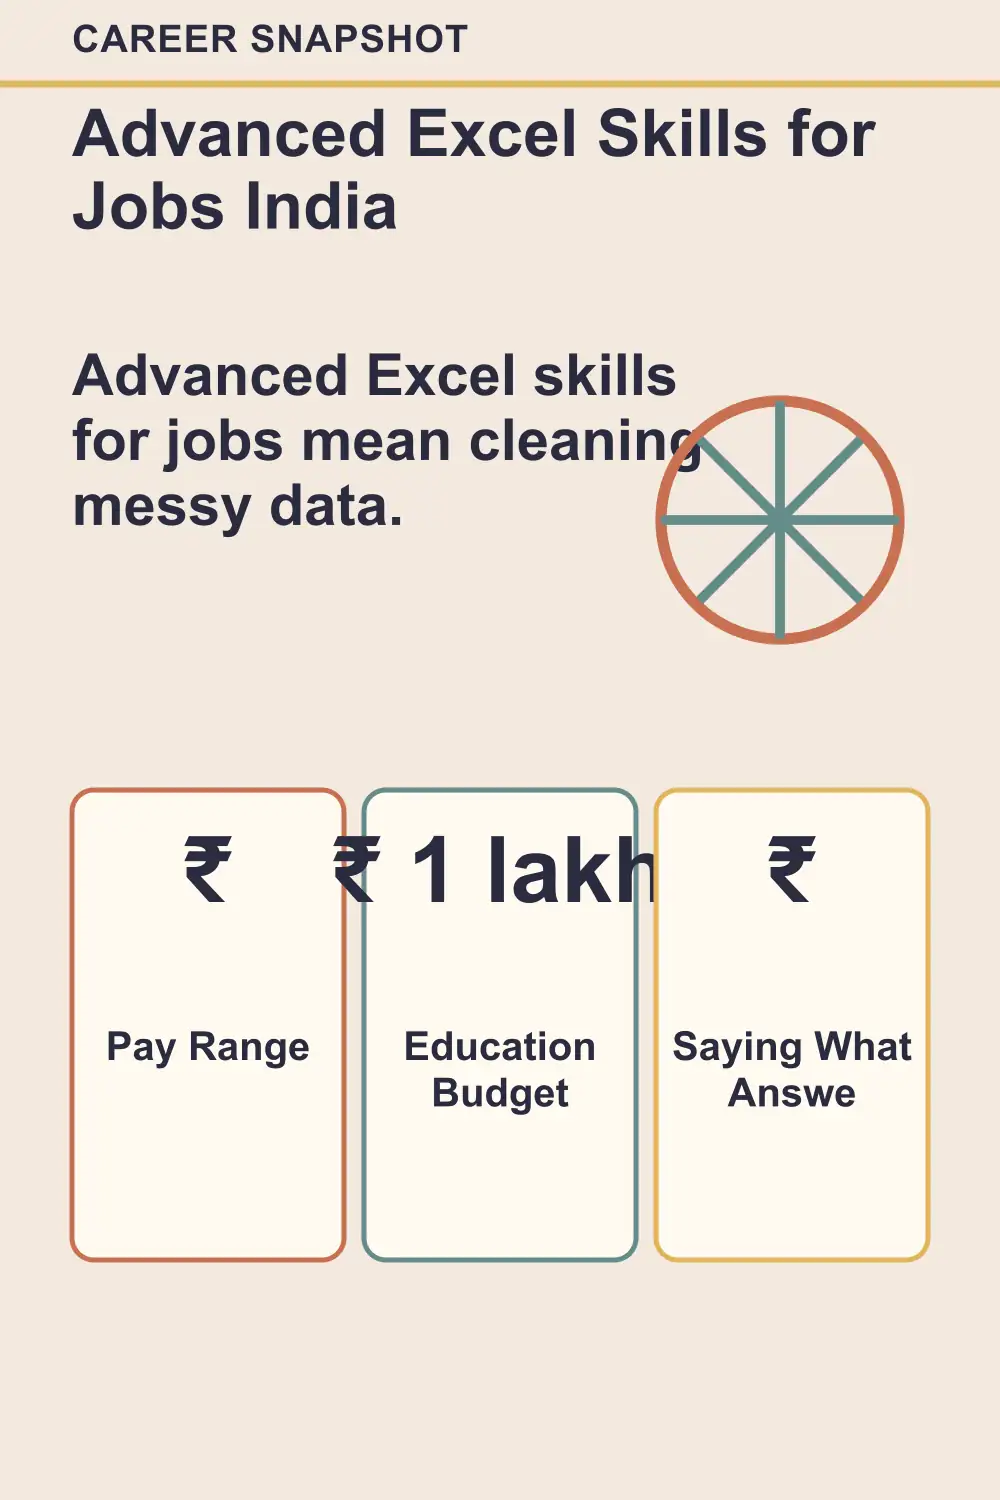 CAREER SNAPSHOT
Advanced Excel Skills for
Jobs India
Advanced Excel skills
for jobs mean cleaning
messy data.
₹
₹ 1 lakh
₹
Pay Range
Education
Budget
Saying What
Answe